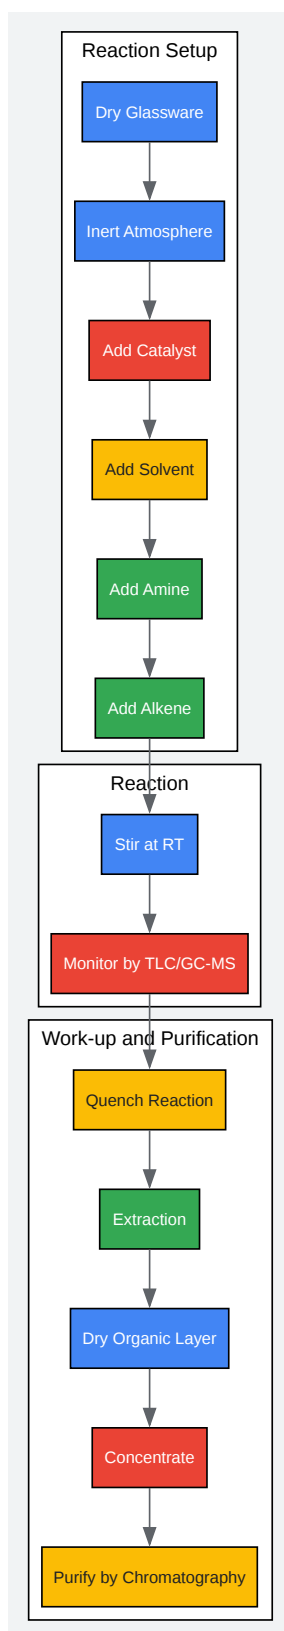 Reaction Setup
Dry Glassware
Inert Atmosphere
Add Catalyst
Add Solvent
Add Amine
Add Alkene
Reaction
Stir at RT
Monitor by TLC/GC-MS
Work-up and Purification
Quench Reaction
Extraction
Dry Organic Layer
Concentrate
Purify by Chromatography